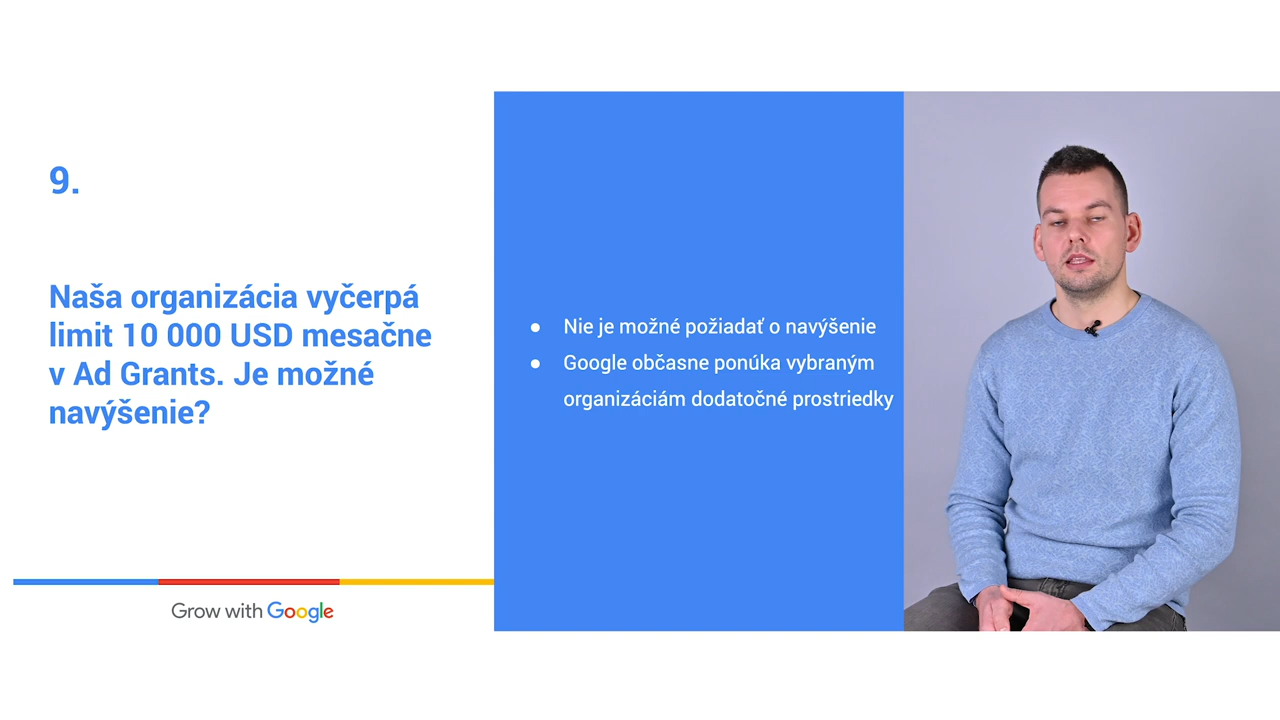 9.
Naša organizácia vyčerpá
limit 10 000 USD mesačne
v Ad Grants. Je možné
navýšenie?
Grow with Google
● Nie je možné požiadať o navýšenie
● Google občasne ponúka vybraným
organizáciám dodatočné prostriedky